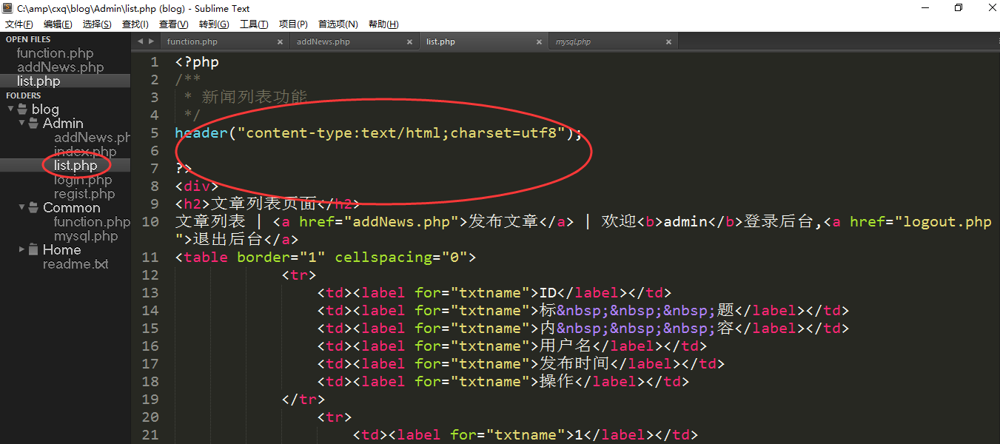 C:\amp\cxq\blog\Admin\list.php (blog) - Sublime Text
文件(F) 编辑(E) 选择(S) 查找(I) 查看(V) 转到(G) 工具(T) 项目(P) 首选项(N) 帮助(H)
OPEN FILES
function.php
addNews.php
list.php
FOLDERS
blog
Admin
addNews.ph
index.php
list.php
login.php
regist.php
Common
function.php
mysql.php
Home
readme.txt
function.php × addNews.php × list.php × mysql.php ×
1 <?php
2 /**
3 * 新闻列表功能
4 */
5 header("content-type:text/html;charset=utf8");
6
7 ?>
8 <div>
9 <h2>文章列表页面</h2>
10 文章列表 | <a href="addNews.php">发布文章</a> | 欢迎<b>admin</b>登录后台,<a href="logout.php
">退出后台</a>
11 <table border="1" cellspacing="0">
12 <tr>
13 <td><label for="txtname">ID</label></td>
14 <td><label for="txtname">标&nbsp;&nbsp;&nbsp;题</label></td>
15 <td><label for="txtname">内&nbsp;&nbsp;&nbsp;容</label></td>
16 <td><label for="txtname">用户名</label></td>
17 <td><label for="txtname">发布时间</label></td>
18 <td><label for="txtname">操作</label></td>
19 </tr>
20 <tr>
21 <td><label for="txtname">1</label></td>